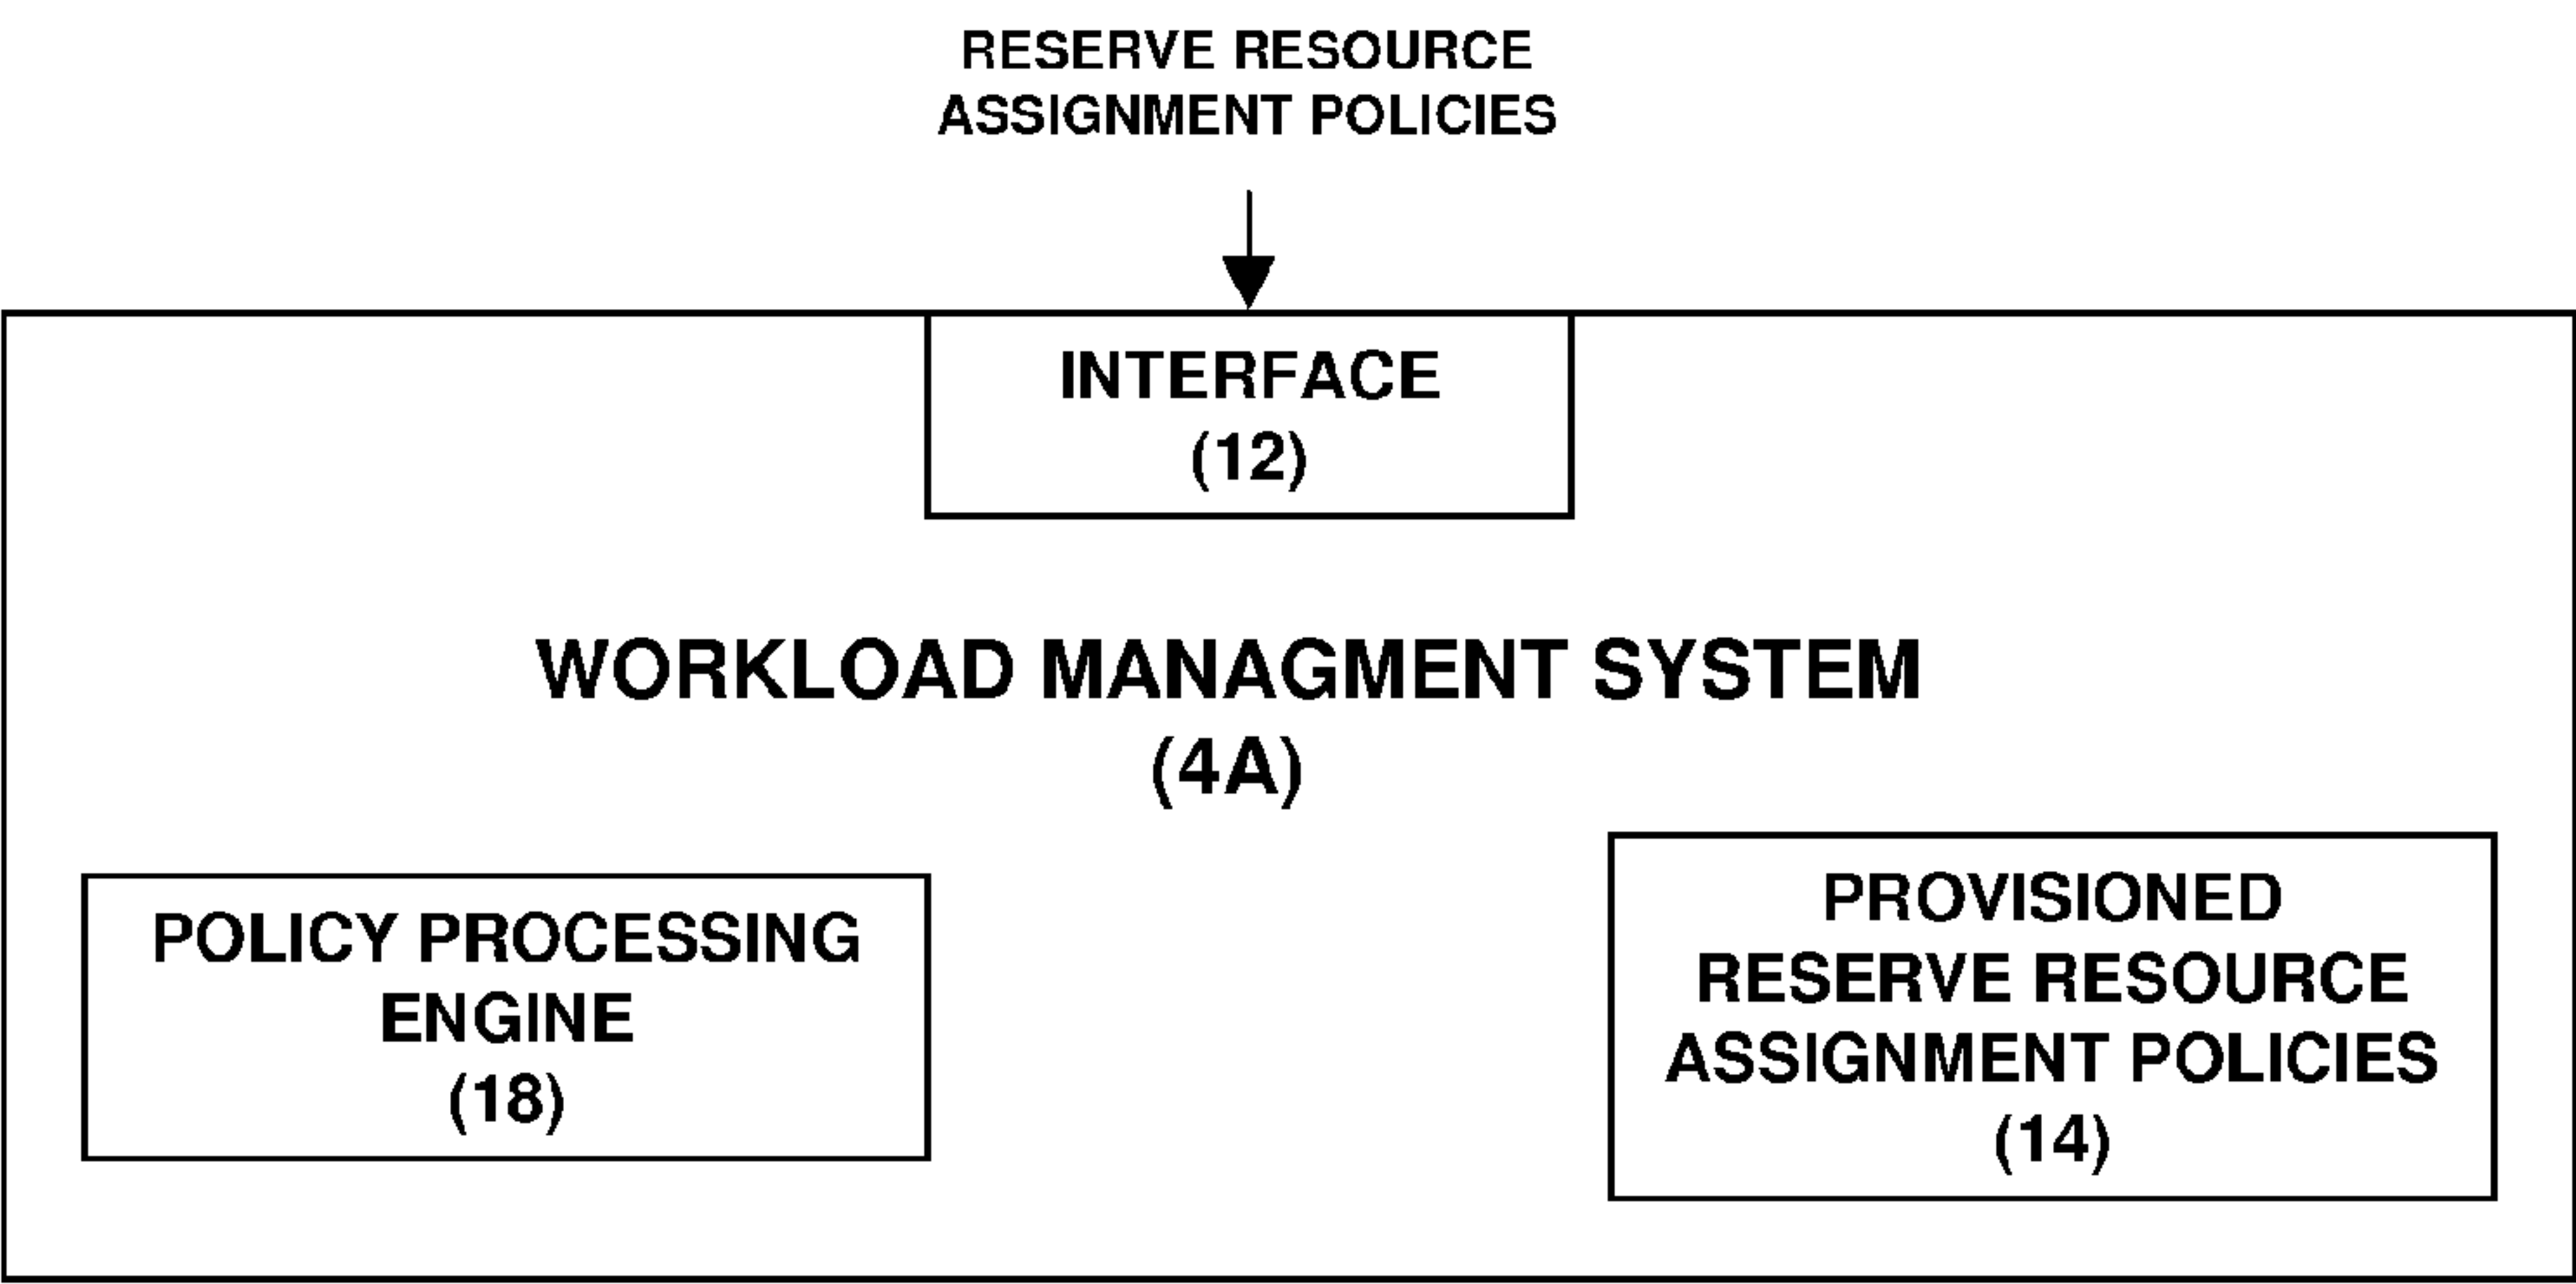 RESERVE RESOURCE
ASSIGNMENT POLICIES
INTERFACE
(12)
WORKLOAD MANAGMENT SYSTEM
(4A)
POLICY PROCESSING
ENGINE
(18)
PROVISIONED
RESERVE RESOURCE
ASSIGNMENT POLICIES
(14)